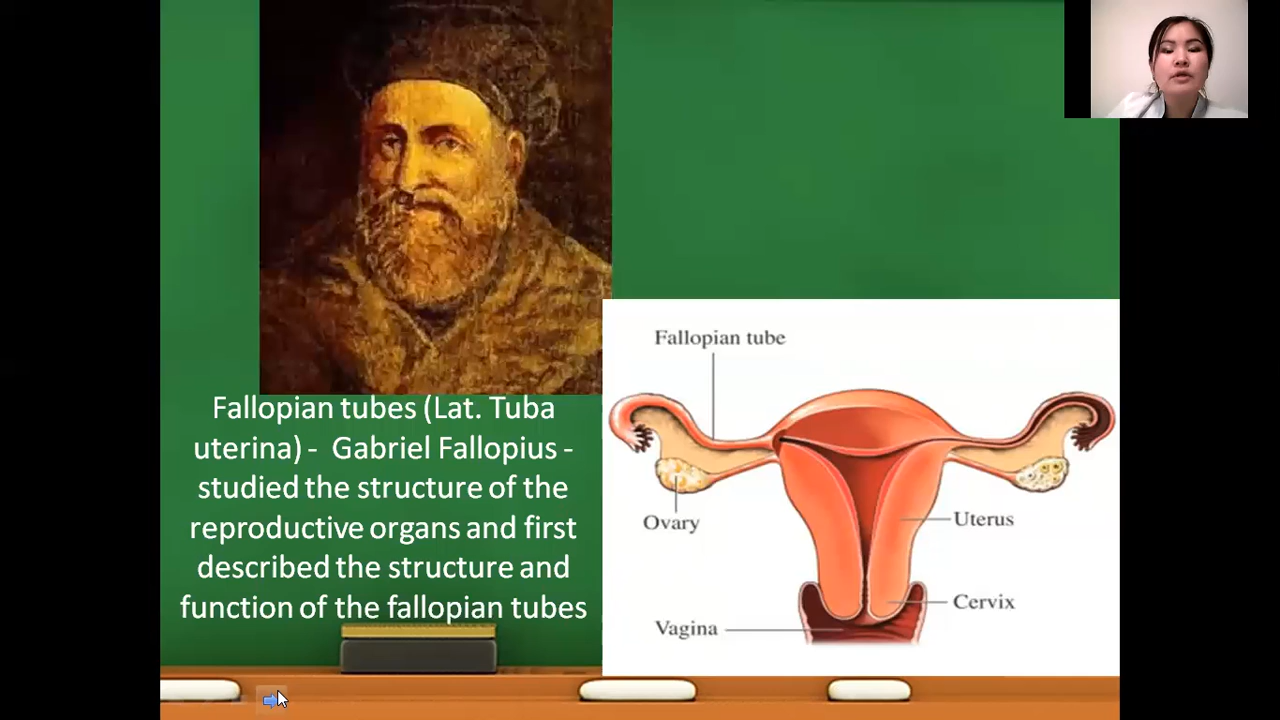 Fallopian tubes (Lat. Tuba
uterina) - Gabriel Fallopius -
studied the structure of the
reproductive organs and first
described the structure and
function of the fallopian tubes
Fallopian tube
Ovary
Uterus
Cervix
Vagina